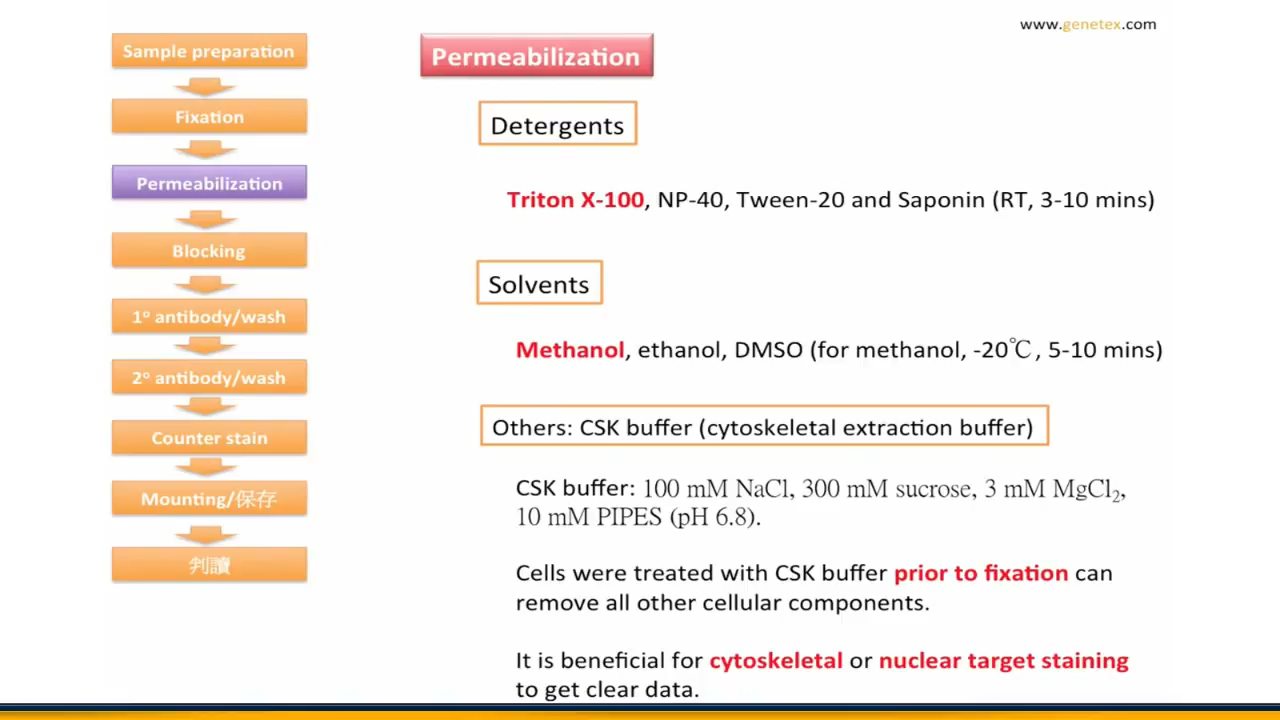 www.genetex.com
Sample preparation
Fixation
Permeabilization
Blocking
1o antibody/wash
2o antibody/wash
Counter stain
Mounting/保存
判讀
Permeabilization
Detergents
Triton X-100, NP-40, Tween-20 and Saponin (RT, 3-10 mins)
Solvents
Methanol, ethanol, DMSO (for methanol, -20℃, 5-10 mins)
Others: CSK buffer (cytoskeletal extraction buffer)
CSK buffer: 100 mM NaCl, 300 mM sucrose, 3 mM MgCl2,
10 mM PIPES (pH 6.8).
Cells were treated with CSK buffer prior to fixation can
remove all other cellular components.
It is beneficial for cytoskeletal or nuclear target staining
to get clear data.